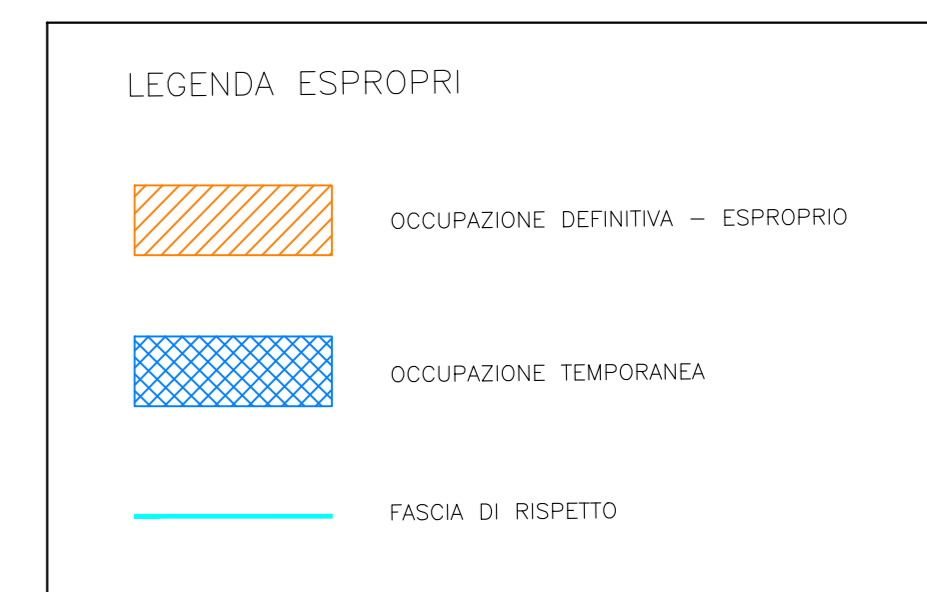 LEGENDA ESPROPRI
OCCUPAZIONE DEFINITIVA – ESPROPRIO
OCCUPAZIONE TEMPORANEA
FASCIA DI RISPETTO